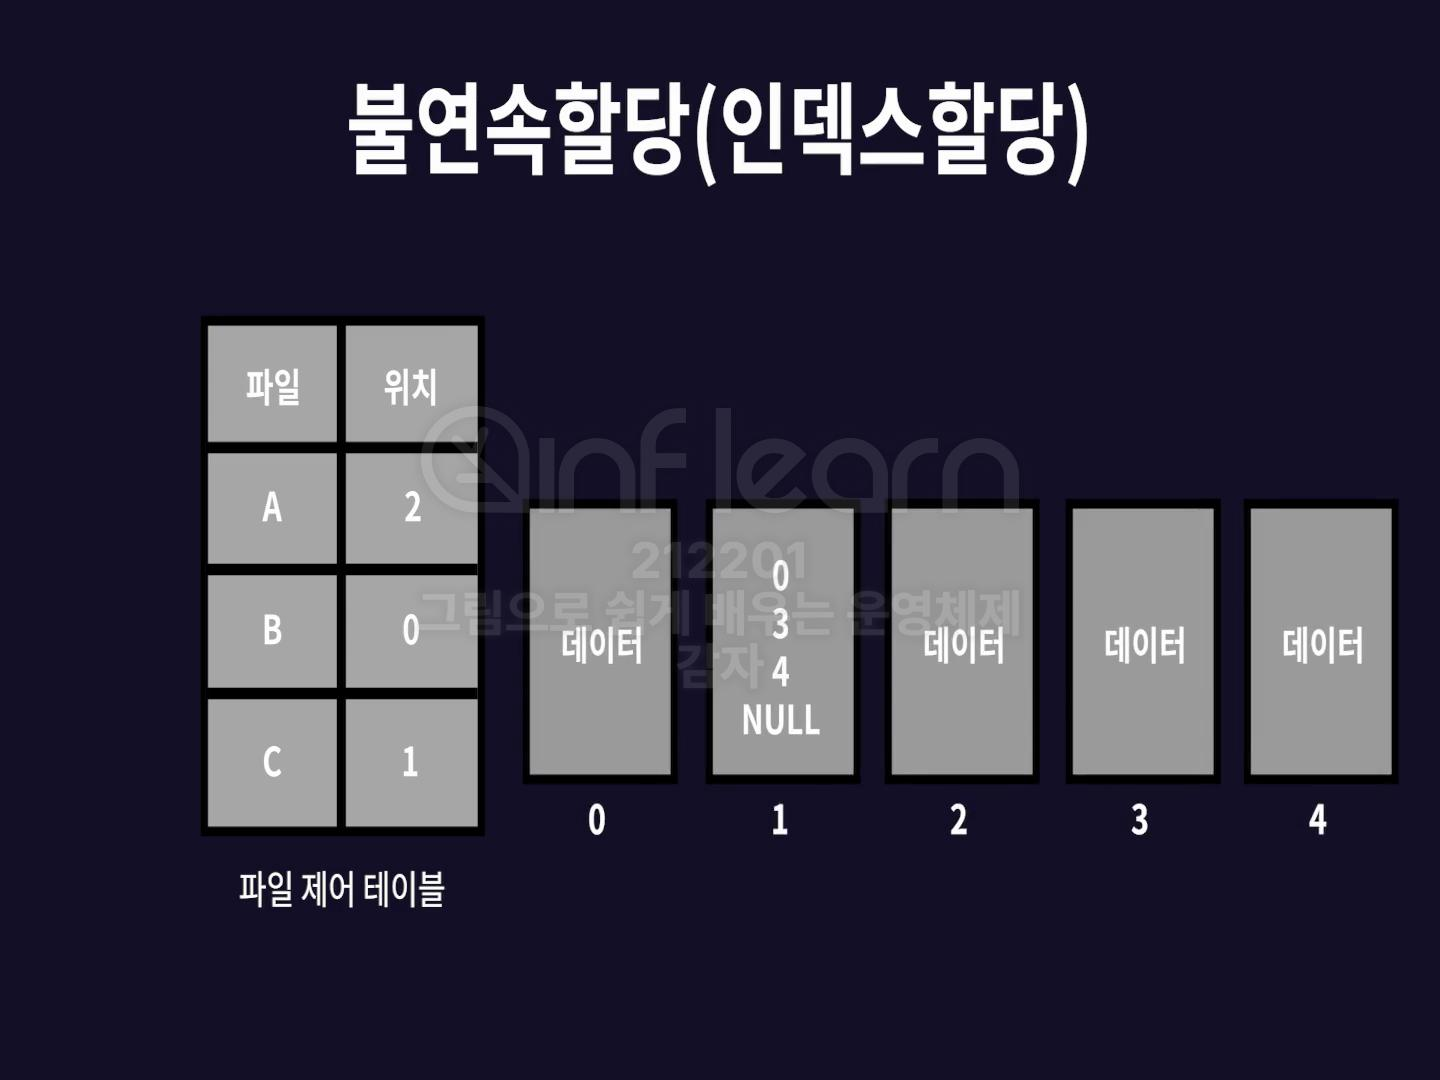 불연속할당(인덱스할당)
파일 위치
A 2
B 0
C 1
파일 제어 테이블
inflearn
212201
그림으로 쉽게 배우는 운영체제
감자
데이터
0
3
4
NULL
데이터
데이터
데이터
0 1 2 3 4